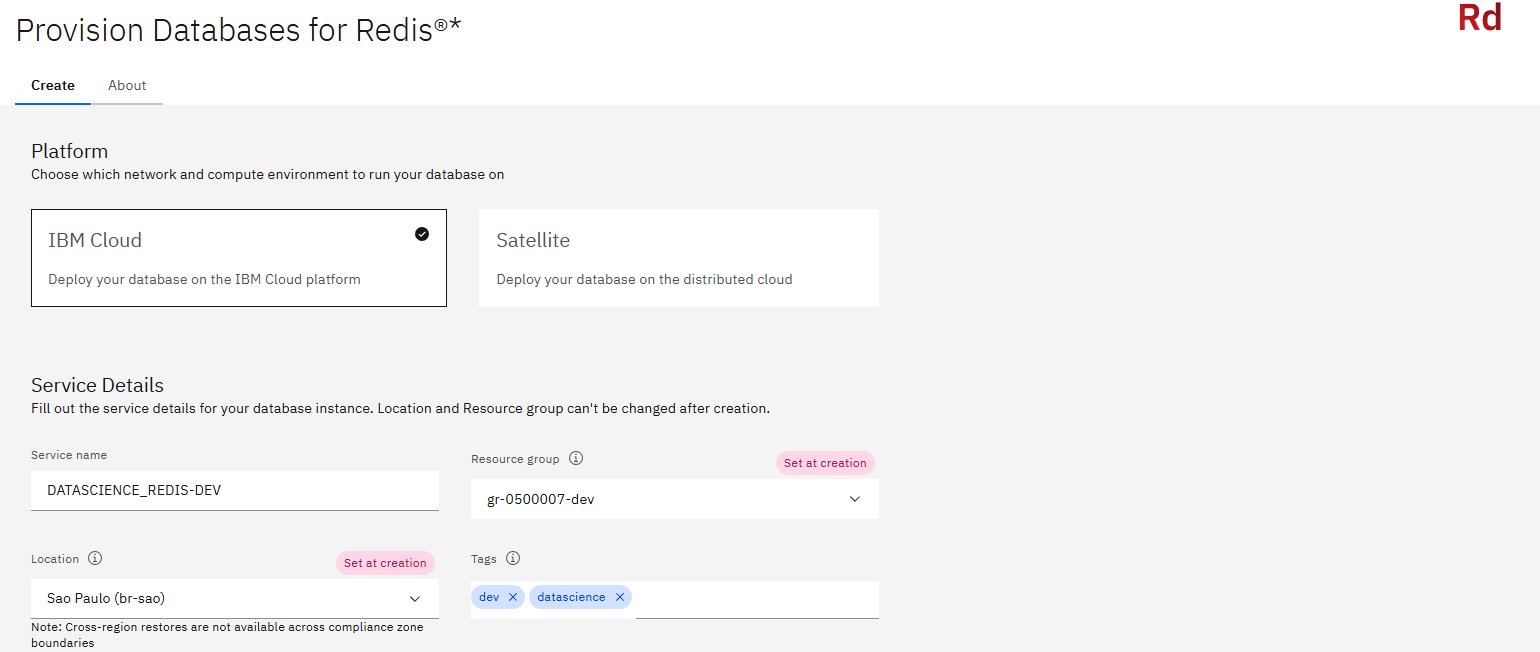 Provision Databases for Redis®*
Rd
Create
About
Platform
Choose which network and compute environment to run your database on
IBM Cloud
Deploy your database on the IBM Cloud platform
Satellite
Deploy your database on the distributed cloud
Service Details
Fill out the service details for your database instance. Location and Resource group can't be changed after creation.
Service name
DATASCIENCE_REDIS-DEV
Resource group
Set at creation
gr-0500007-dev
Location
Set at creation
Sao Paulo (br-sao)
Note: Cross-region restores are not available across compliance zone
boundaries
Tags
dev
datascience